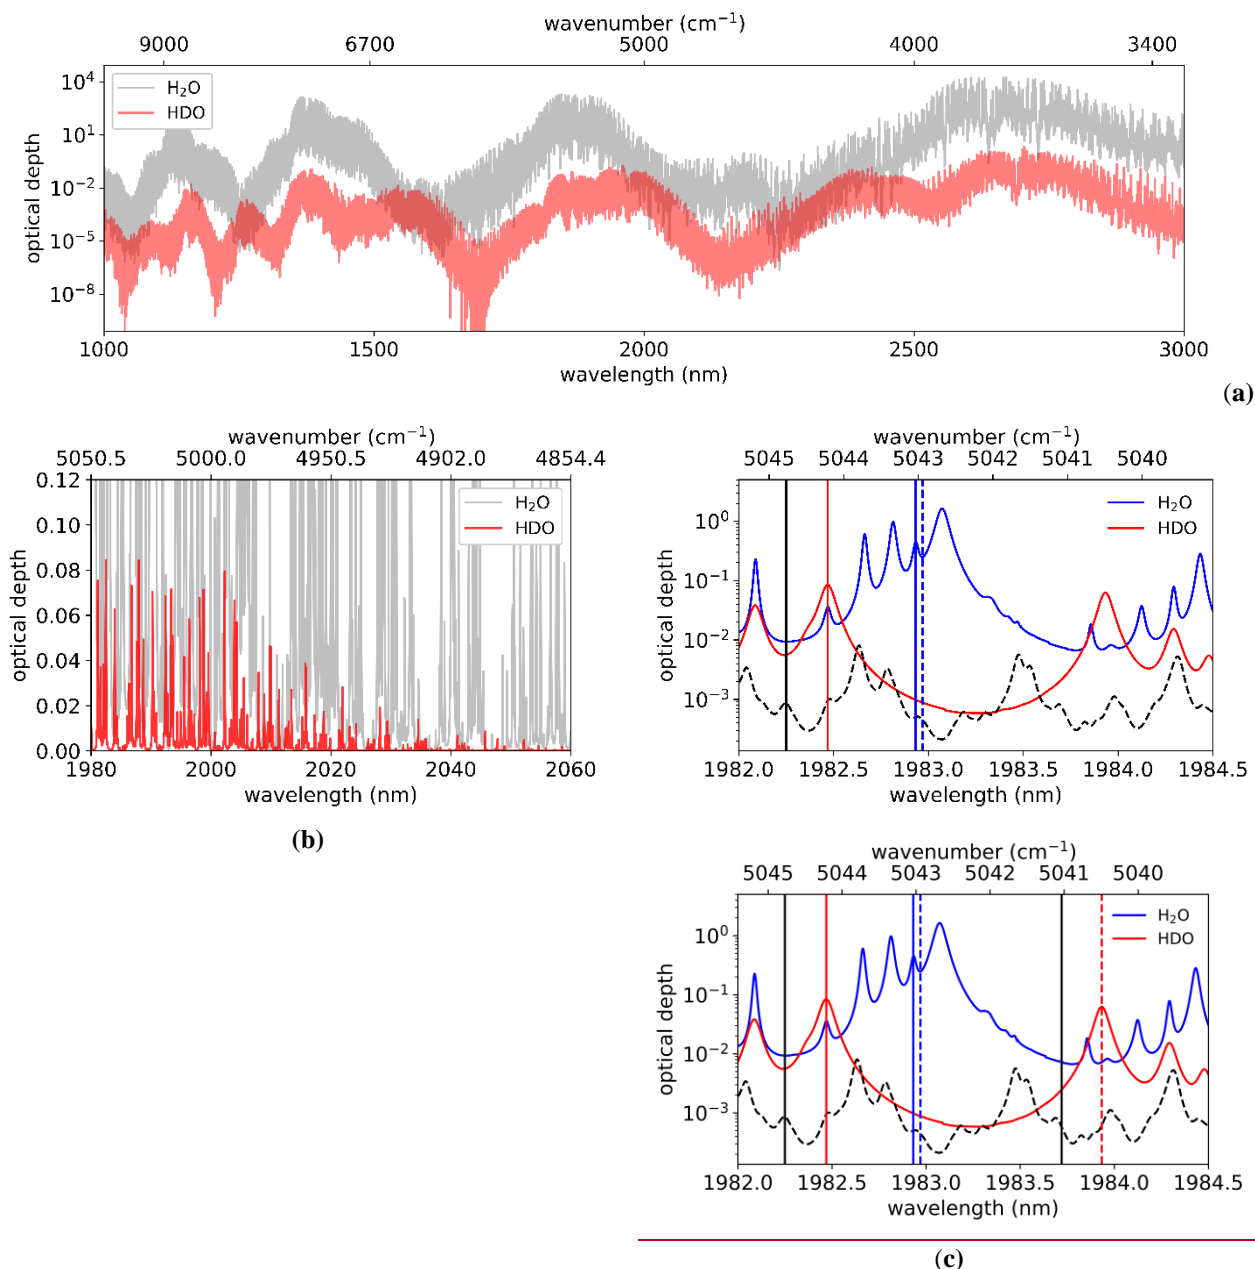 wavenumber (cm⁻¹)
9000 6700 5000 4000 3400
10⁴
10¹
10⁻²
10⁻⁵
10⁻⁸
optical depth
H₂O
HDO
1000 1500 2000 2500 3000
wavelength (nm)
(a)
wavenumber (cm⁻¹)
5050.5 5000.0 4950.5 4902.0 4854.4
0.12
0.10
0.08
0.06
0.04
0.02
0.00
optical depth
H₂O
HDO
1980 2000 2020 2040 2060
wavelength (nm)
(b)
wavenumber (cm⁻¹)
5045 5044 5043 5042 5041 5040
10⁰
10⁻¹
10⁻²
10⁻³
optical depth
H₂O
HDO
1982.0 1982.5 1983.0 1983.5 1984.0 1984.5
wavelength (nm)
wavenumber (cm⁻¹)
5045 5044 5043 5042 5041 5040
10⁰
10⁻¹
10⁻²
10⁻³
optical depth
H₂O
HDO
1982.0 1982.5 1983.0 1983.5 1984.0 1984.5
wavelength (nm)
(c)